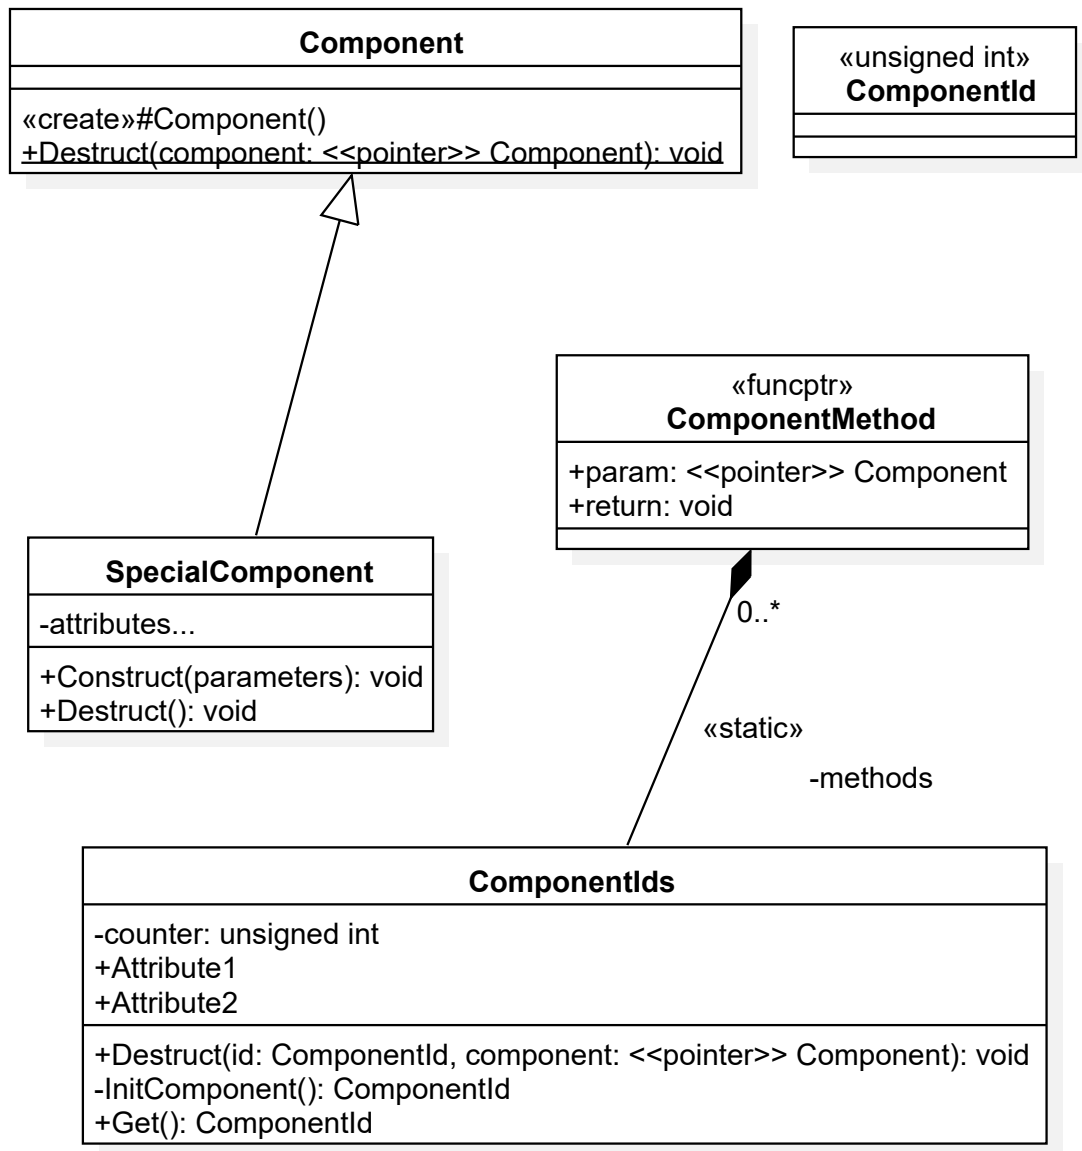 Component
«create»#Component()
+Destruct(component: <<pointer>> Component): void
«unsigned int»
ComponentId
«funcptr»
ComponentMethod
+param: <<pointer>> Component
+return: void
SpecialComponent
-attributes...
+Construct(parameters): void
+Destruct(): void
0..*
«static»
-methods
ComponentIds
-counter: unsigned int
+Attribute1
+Attribute2
+Destruct(id: ComponentId, component: <<pointer>> Component): void
-InitComponent(): ComponentId
+Get(): ComponentId